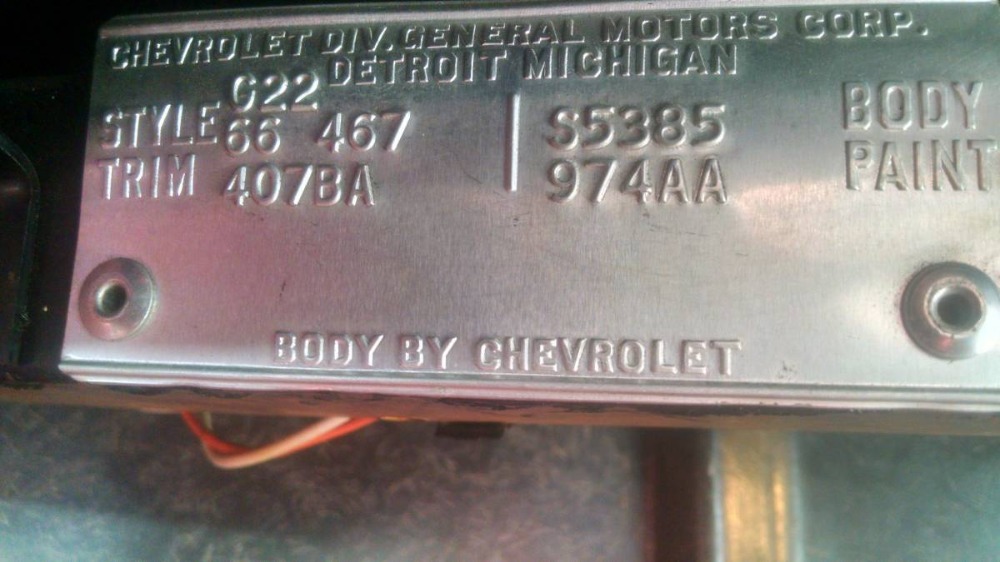 CHEVROLET DIV. GENERAL MOTORS CORP.
DETROIT MICHIGAN
C22
STYLE 66 467 S5385 BODY
TRIM 407BA 974AA PAINT
BODY BY CHEVROLET